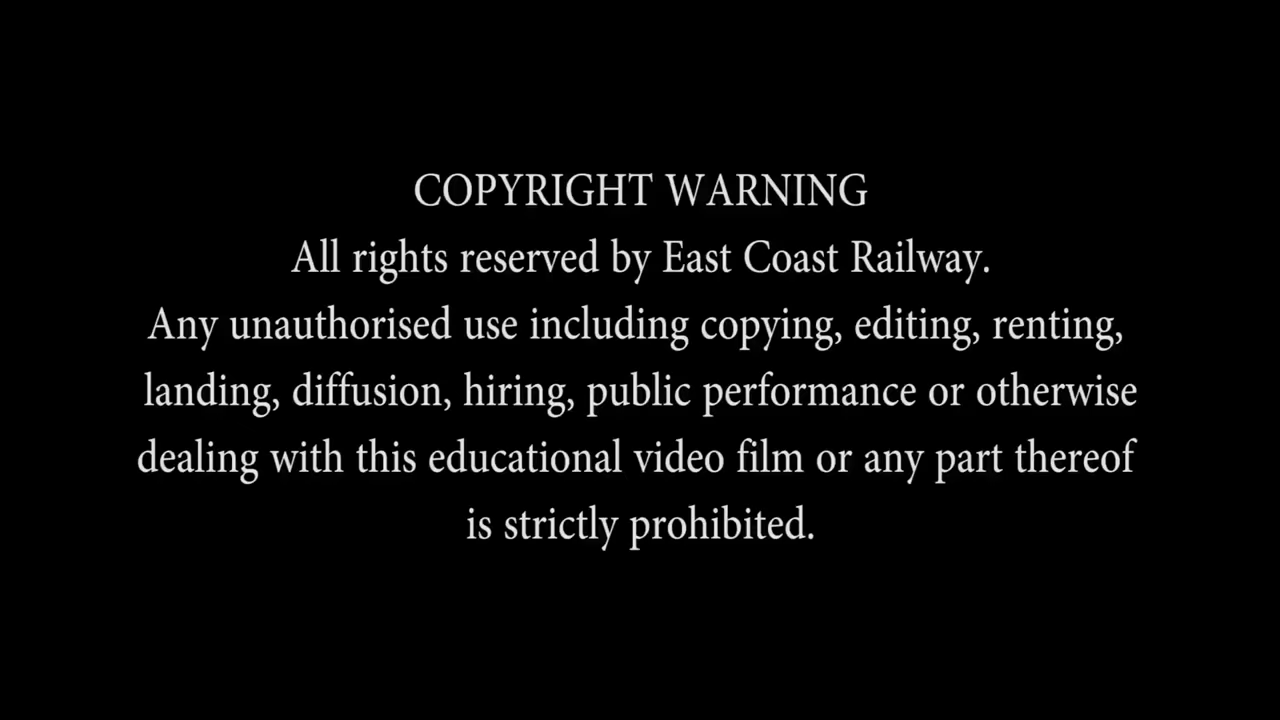 COPYRIGHT WARNING
All rights reserved by East Coast Railway.
Any unauthorised use including copying, editing, renting,
landing, diffusion, hiring, public performance or otherwise
dealing with this educational video film or any part thereof
is strictly prohibited.